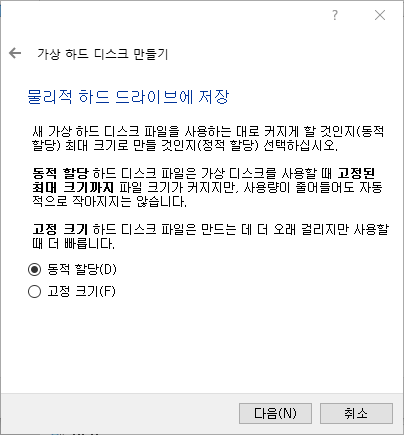 가상 하드 디스크 만들기
물리적 하드 드라이브에 저장
새 가상 하드 디스크 파일을 사용하는 대로 커지게 할 것인지(동적
할당) 최대 크기로 만들 것인지(정적 할당) 선택하십시오.
동적 할당 하드 디스크 파일은 가상 디스크를 사용할 때 고정된
최대 크기까지 파일 크기가 커지지만, 사용량이 줄어들어도 자동
적으로 작아지지는 않습니다.
고정 크기 하드 디스크 파일은 만드는 데 더 오래 걸리지만 사용할
때 더 빠릅니다.
동적 할당(D)
고정 크기(F)
다음(N) 취소